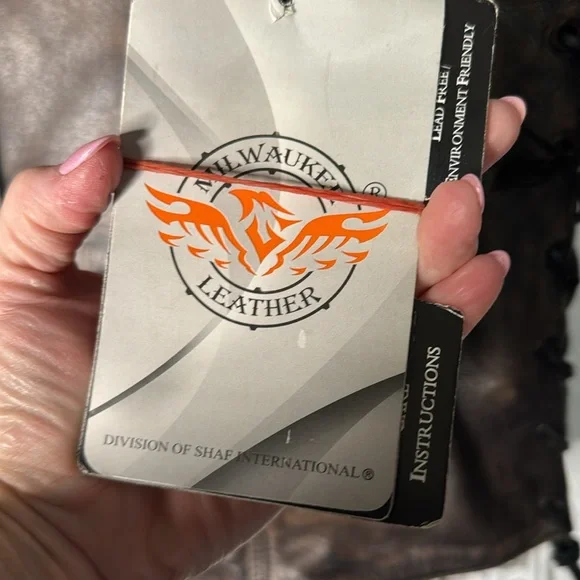 MILWAUKEE
®
LEATHER
DIVISION OF SHAF INTERNATIONAL®
LEAD FREE /
ENVIRONMENT FRIENDLY
INSTRUCTIONS